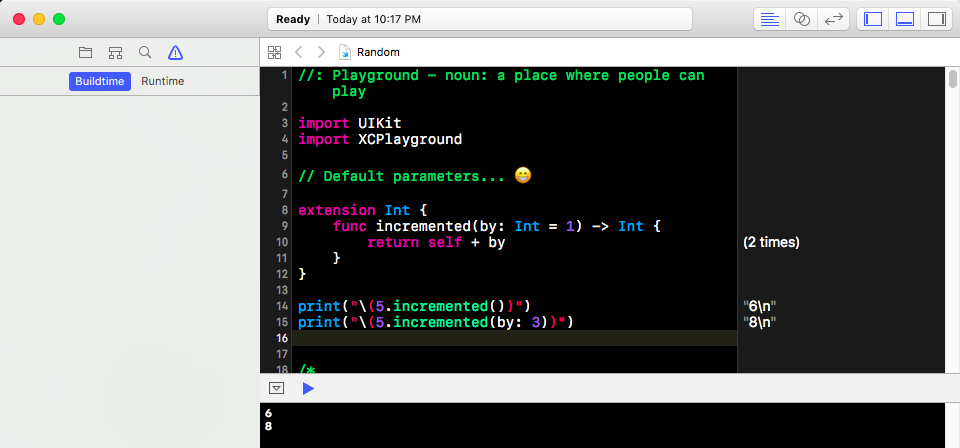 Ready | Today at 10:17 PM
Random
Buildtime Runtime
1 //: Playground - noun: a place where people can
play
2
3 import UIKit
4 import XCPlayground
5
6 // Default parameters... 😁
7
8 extension Int {
9 func incremented(by: Int = 1) -> Int {
10 return self + by (2 times)
11 }
12 }
13
14 print("\(5.incremented())") "6\n"
15 print("\(5.incremented(by: 3))") "8\n"
16
17
18 /*
6
8